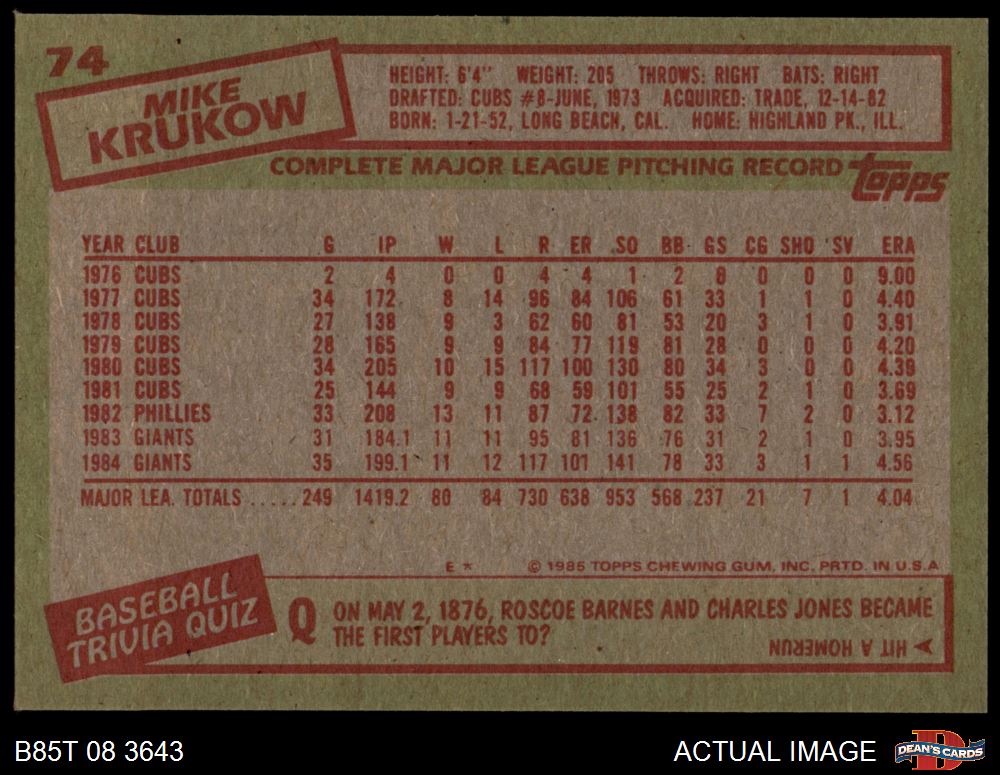 74
MIKE
KRUKOW
HEIGHT: 6'4" WEIGHT: 205 THROWS: RIGHT BATS: RIGHT
DRAFTED: CUBS #8-JUNE, 1973 ACQUIRED: TRADE, 12-14-82
BORN: 1-21-52, LONG BEACH, CAL. HOME: HIGHLAND PK., ILL.
COMPLETE MAJOR LEAGUE PITCHING RECORD topps
YEAR CLUB G IP W L R ER SO BB GS CG SHO SV ERA
1976 CUBS 2 4 0 0 4 4 1 2 0 0 0 0 9.00
1977 CUBS 34 172 8 14 96 84 106 61 33 1 1 0 4.40
1978 CUBS 27 138 9 3 62 60 81 53 20 3 1 0 3.91
1979 CUBS 28 165 9 9 84 77 119 81 28 0 0 0 4.20
1980 CUBS 34 205 10 15 117 100 130 80 34 3 0 0 4.39
1981 CUBS 25 144 9 9 68 59 101 55 25 2 1 0 3.69
1982 PHILLIES 33 208 13 11 87 72 138 82 33 7 2 0 3.12
1983 GIANTS 31 184.1 11 11 95 81 136 76 31 2 1 0 3.95
1984 GIANTS 35 199.1 11 12 117 101 141 78 33 3 1 1 4.56
MAJOR LEA. TOTALS ..... 249 1419.2 80 84 730 638 953 568 237 21 7 1 4.04
E * © 1985 TOPPS CHEWING GUM, INC. PRTD. IN U.S.A
BASEBALL
TRIVIA QUIZ
Q ON MAY 2, 1876, ROSCOE BARNES AND CHARLES JONES BECAME
THE FIRST PLAYERS TO?
HIT A HOMERUN
B85T 08 3643
ACTUAL IMAGE
D
DEAN'S CARDS